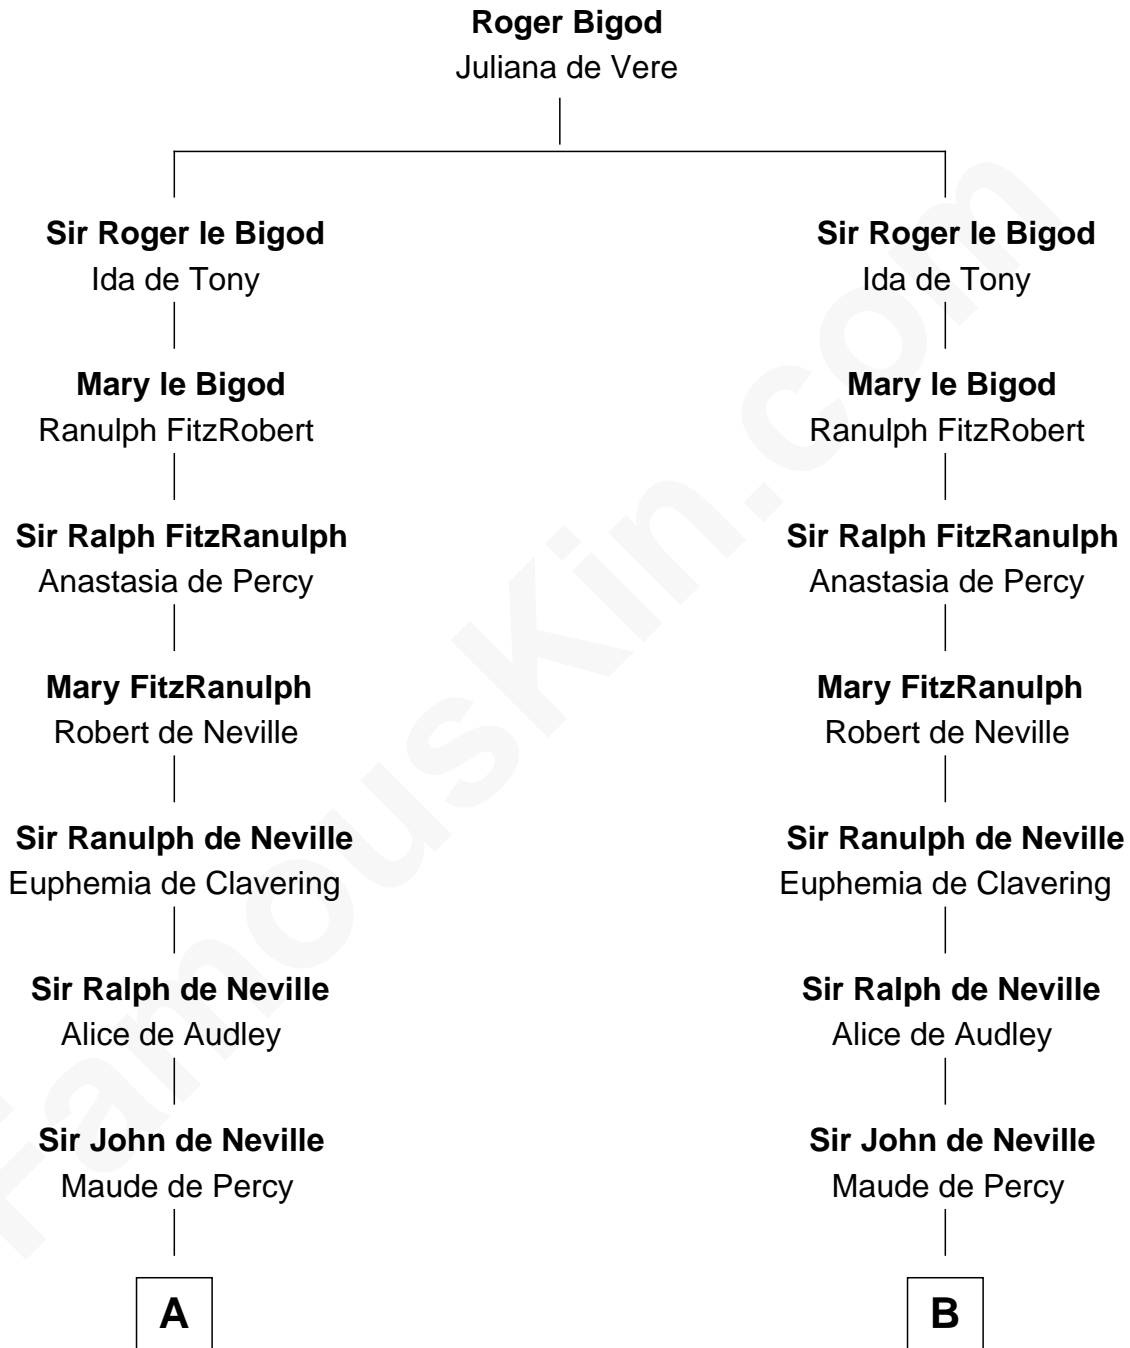 Roger Bigod
Juliana de Vere
Sir Roger le Bigod
Ida de Tony
Mary le Bigod
Ranulph FitzRobert
Sir Ralph FitzRanulph
Anastasia de Percy
Mary FitzRanulph
Robert de Neville
Sir Ranulph de Neville
Euphemia de Clavering
Sir Ralph de Neville
Alice de Audley
Sir John de Neville
Maude de Percy
A
Sir Roger le Bigod
Ida de Tony
Mary le Bigod
Ranulph FitzRobert
Sir Ralph FitzRanulph
Anastasia de Percy
Mary FitzRanulph
Robert de Neville
Sir Ranulph de Neville
Euphemia de Clavering
Sir Ralph de Neville
Alice de Audley
Sir John de Neville
Maude de Percy
B
FamousKin.com